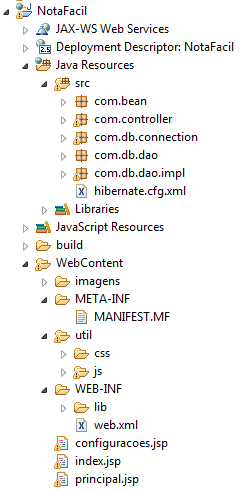 NotaFacil
JAX-WS Web Services
Deployment Descriptor: NotaFacil
Java Resources
src
com.bean
com.controller
com.db.connection
com.db.dao
com.db.dao.impl
hibernate.cfg.xml
Libraries
JavaScript Resources
build
WebContent
imagens
META-INF
MANIFEST.MF
util
css
js
WEB-INF
lib
web.xml
configuracoes.jsp
index.jsp
principal.jsp